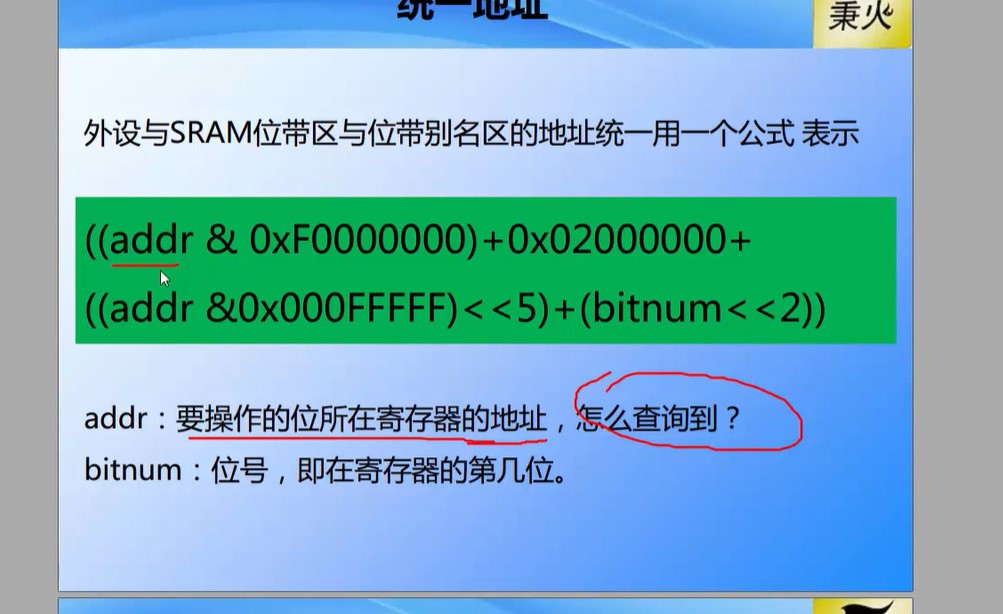 统一地址
秉火
外设与SRAM位带区与位带别名区的地址统一用一个公式 表示
((addr & 0xF0000000)+0x02000000+
((addr &0x000FFFFF)<<5)+(bitnum<<2))
addr：要操作的位所在寄存器的地址，怎么查询到？
bitnum：位号，即在寄存器的第几位。